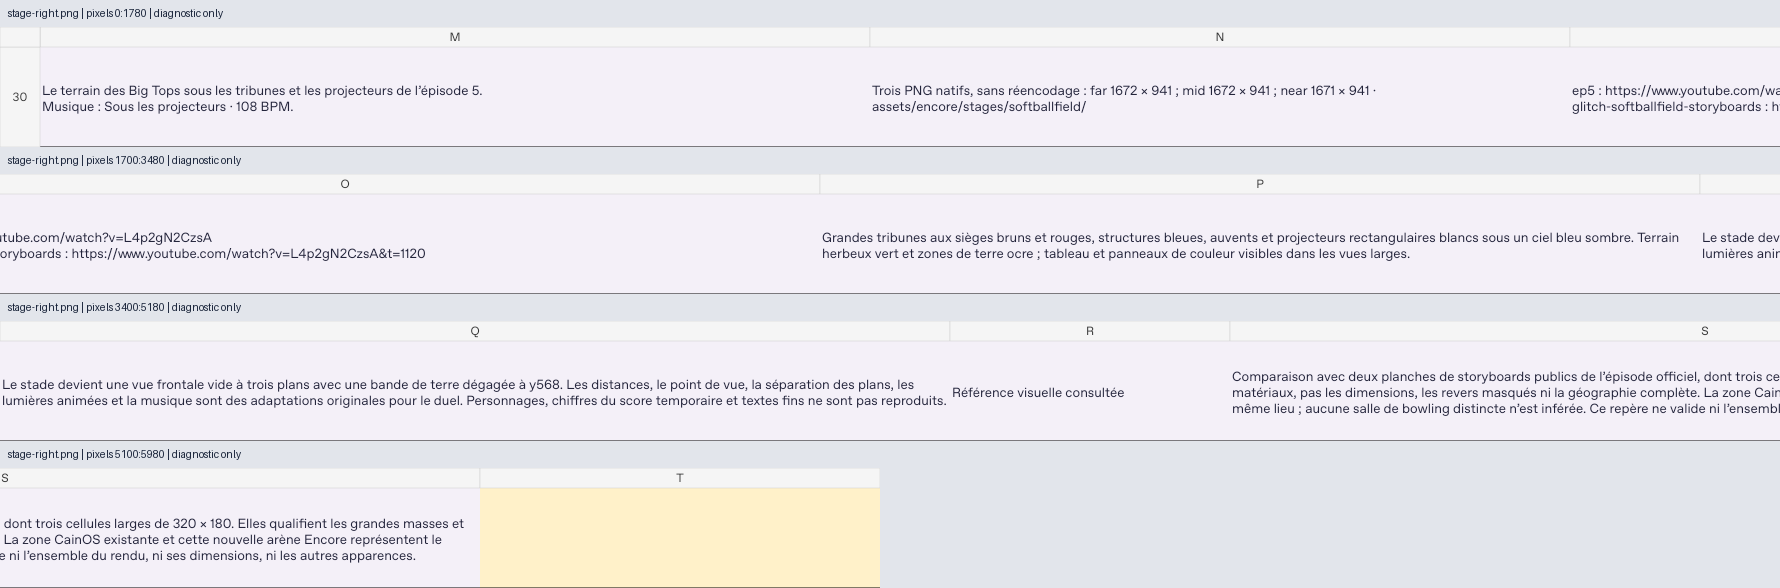 stage-right.png | pixels 0:1780 | diagnostic only
M N
30
Le terrain des Big Tops sous les tribunes et les projecteurs de l'épisode 5.
Musique : Sous les projecteurs · 108 BPM.
Trois PNG natifs, sans réencodage : far 1672 × 941 ; mid 1672 × 941 ; near 1671 × 941 ·
assets/encore/stages/softballfield/
ep5 : https://www.youtube.com/wa
glitch-softballfield-storyboards : h
stage-right.png | pixels 1700:3480 | diagnostic only
O P
utube.com/watch?v=L4p2gN2CzsA
oryboards : https://www.youtube.com/watch?v=L4p2gN2CzsA&t=1120
Grandes tribunes aux sièges bruns et rouges, structures bleues, auvents et projecteurs rectangulaires blancs sous un ciel bleu sombre. Terrain
herbeux vert et zones de terre ocre ; tableau et panneaux de couleur visibles dans les vues larges.
Le stade dev
lumières anim
stage-right.png | pixels 3400:5180 | diagnostic only
Q R S
Le stade devient une vue frontale vide à trois plans avec une bande de terre dégagée à y568. Les distances, le point de vue, la séparation des plans, les
lumières animées et la musique sont des adaptations originales pour le duel. Personnages, chiffres du score temporaire et textes fins ne sont pas reproduits.
Référence visuelle consultée
Comparaison avec deux planches de storyboards publics de l'épisode officiel, dont trois ce
matériaux, pas les dimensions, les revers masqués ni la géographie complète. La zone Cain
même lieu ; aucune salle de bowling distincte n'est inférée. Ce repère ne valide ni l'ensembl
stage-right.png | pixels 5100:5980 | diagnostic only
S T
dont trois cellules larges de 320 × 180. Elles qualifient les grandes masses et
La zone CainOS existante et cette nouvelle arène Encore représentent le
e ni l'ensemble du rendu, ni ses dimensions, ni les autres apparences.